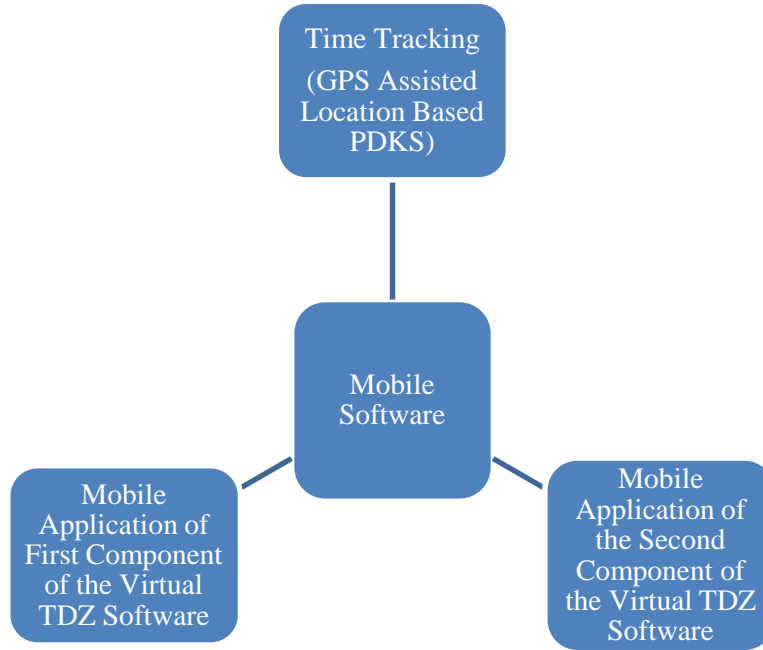 Time Tracking
(GPS Assisted
Location Based
PDKS)
Mobile
Software
Mobile
Application of
First Component
of the Virtual
TDZ Software
Mobile
Application of
the Second
Component of
the Virtual TDZ
Software